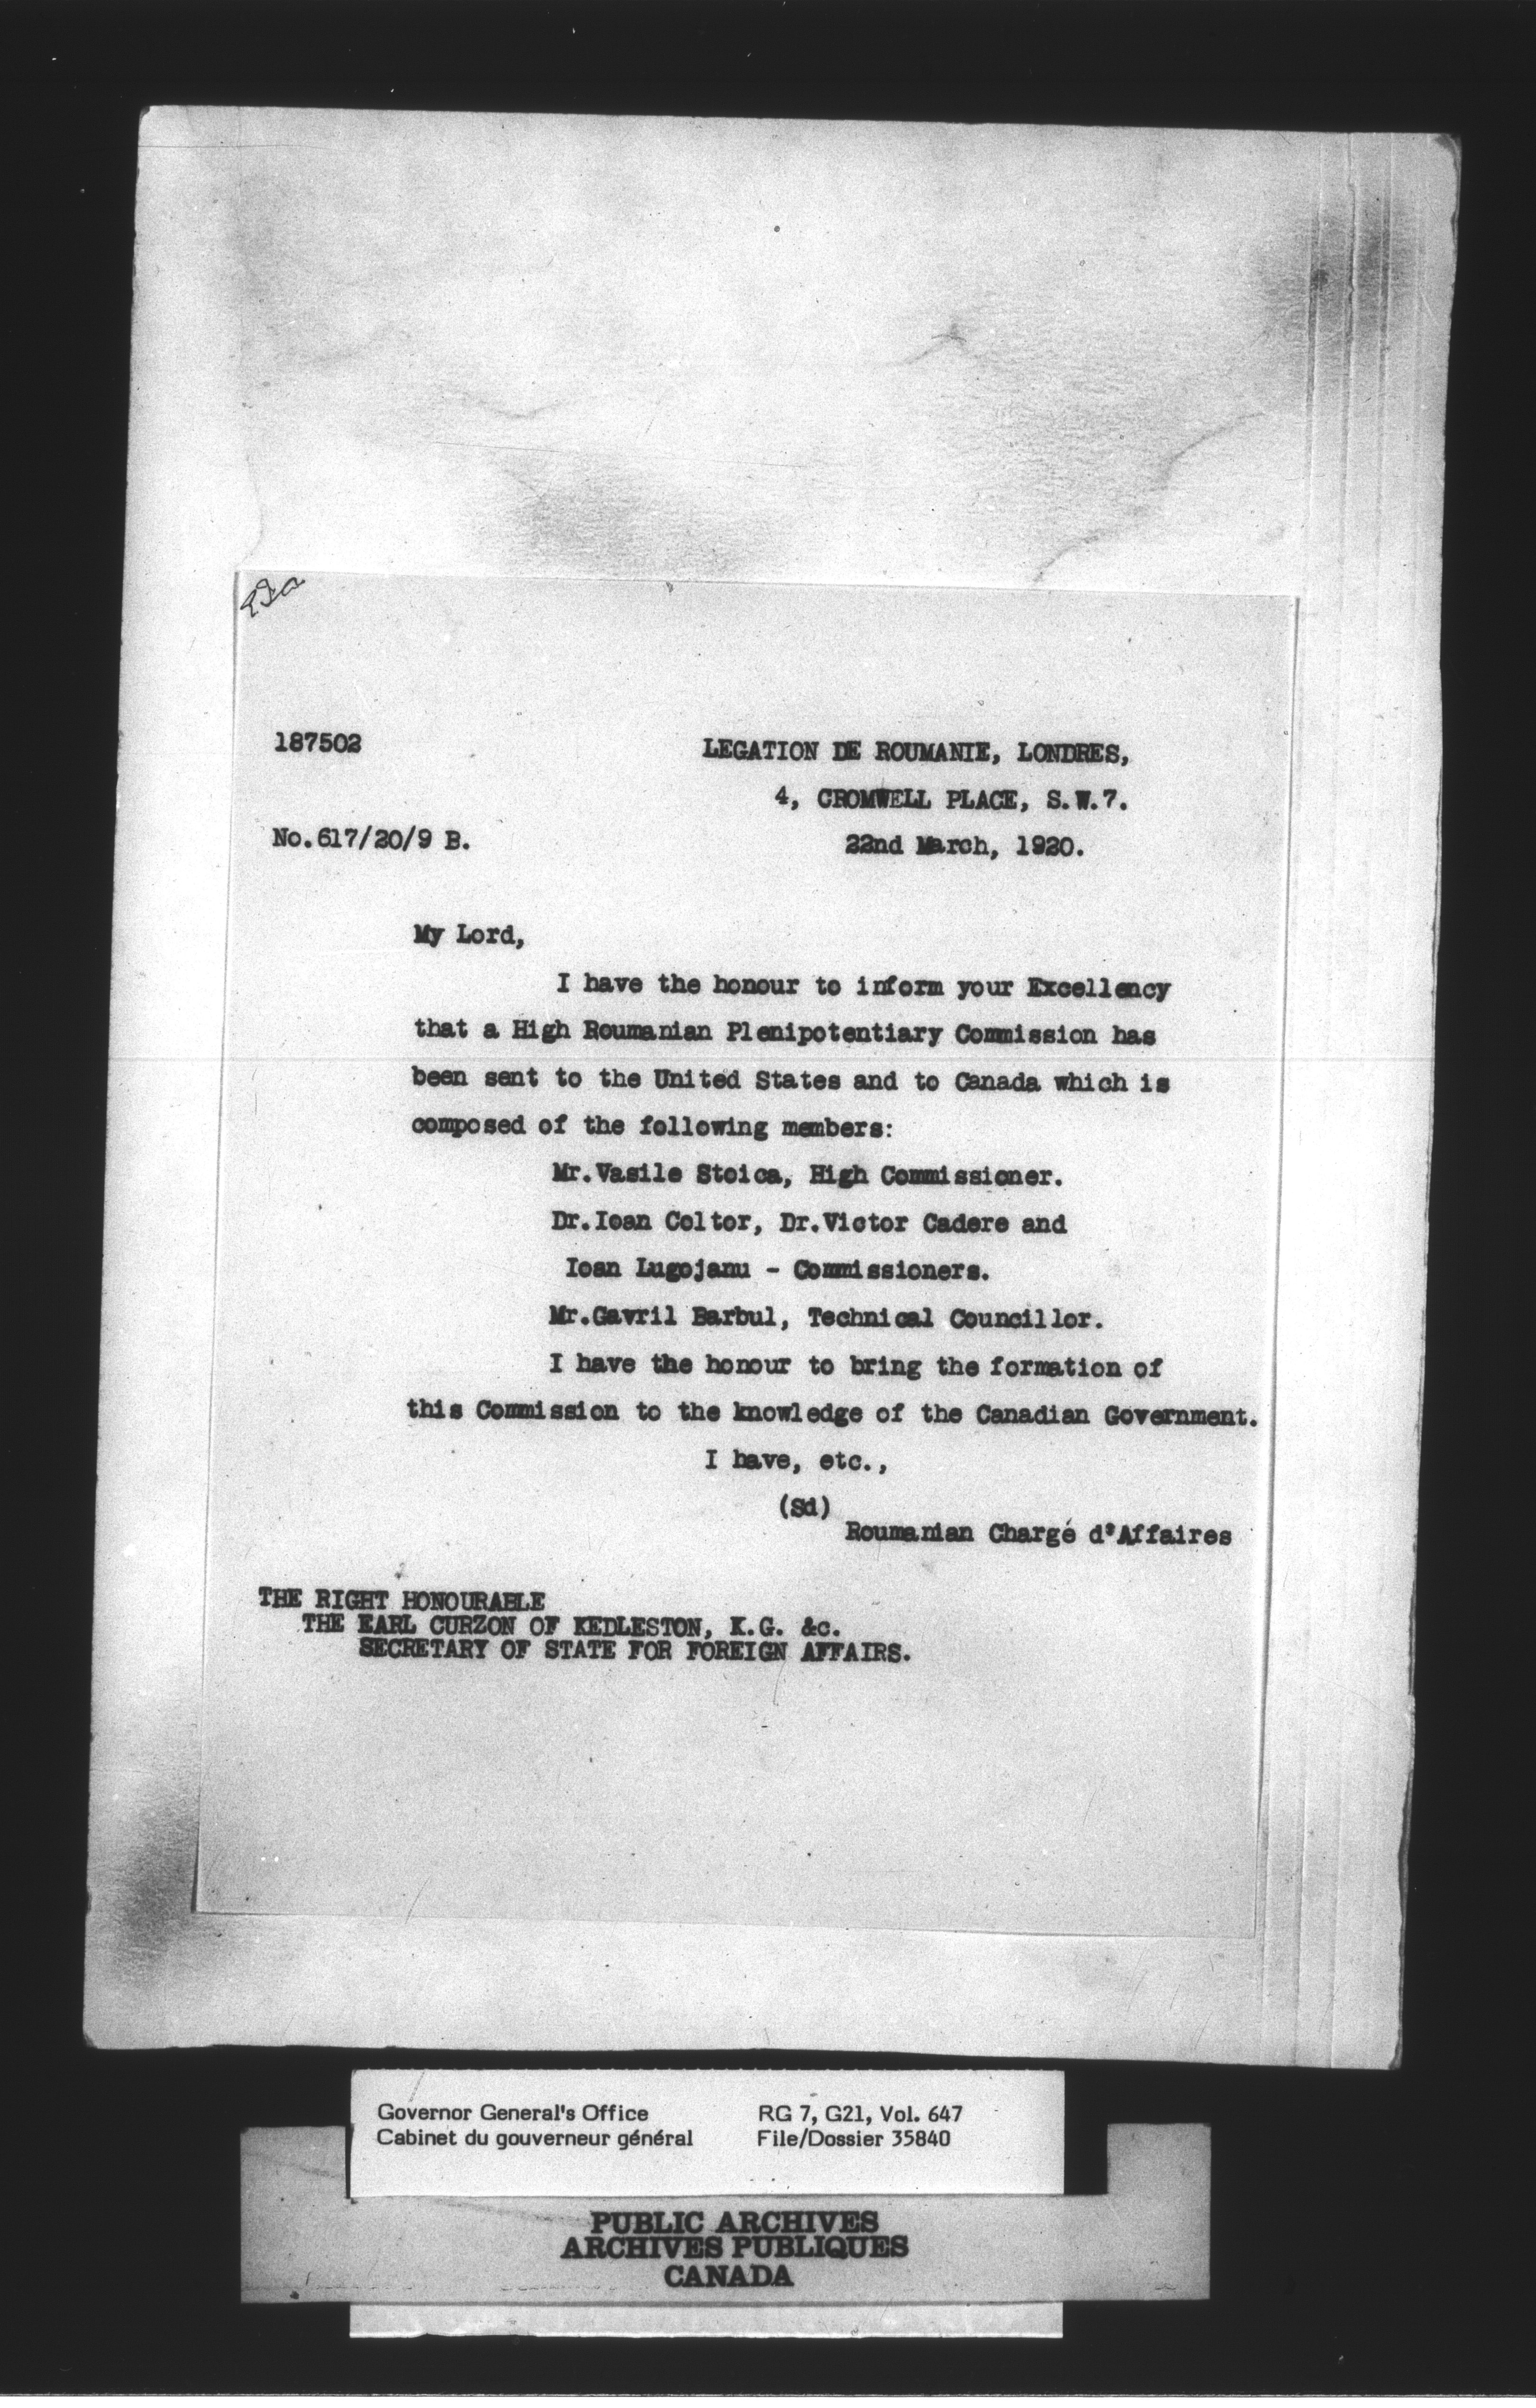 187502
LEGATION DE ROUMANIE, LONDRES,
4, CROMWELL PLACE, S.W.7.
No.617/20/9 B.
22nd March, 1920.
My Lord,
I have the honour to inform your Excellency
that a High Roumanian Plenipotentiary Commission has
been sent to the United States and to Canada which is
composed of the following members:
Mr.Vasile Stoica, High Commissioner.
Dr.Ioan Coltor, Dr.Victor Cadere and
Ioan Lugojanu - Commissioners.
Mr.Gavril Barbul, Technical Councillor.
I have the honour to bring the formation of
this Commission to the knowledge of the Canadian Government.
I have, etc.,
(Sd)
Roumanian Chargé d'Affaires
THE RIGHT HONOURABLE
THE EARL CURZON OF KEDLESTON, K.G. &c.
SECRETARY OF STATE FOR FOREIGN AFFAIRS.
Governor General's Office RG 7, G21, Vol. 647
Cabinet du gouverneur général File/Dossier 35840
PUBLIC ARCHIVES
ARCHIVES PUBLIQUES
CANADA